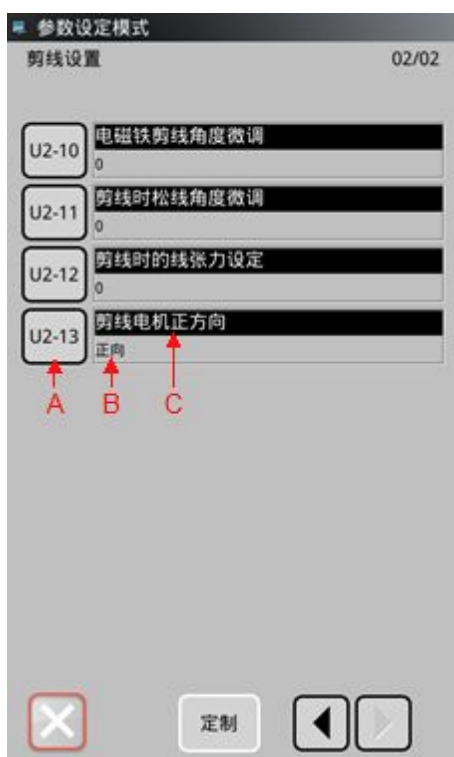 参数设定模式
剪线设置 02/02
U2-10 电磁铁剪线角度微调
0
U2-11 剪线时松线角度微调
0
U2-12 剪线时的线张力设定
0
U2-13 剪线电机正方向
正向
A B C
定制